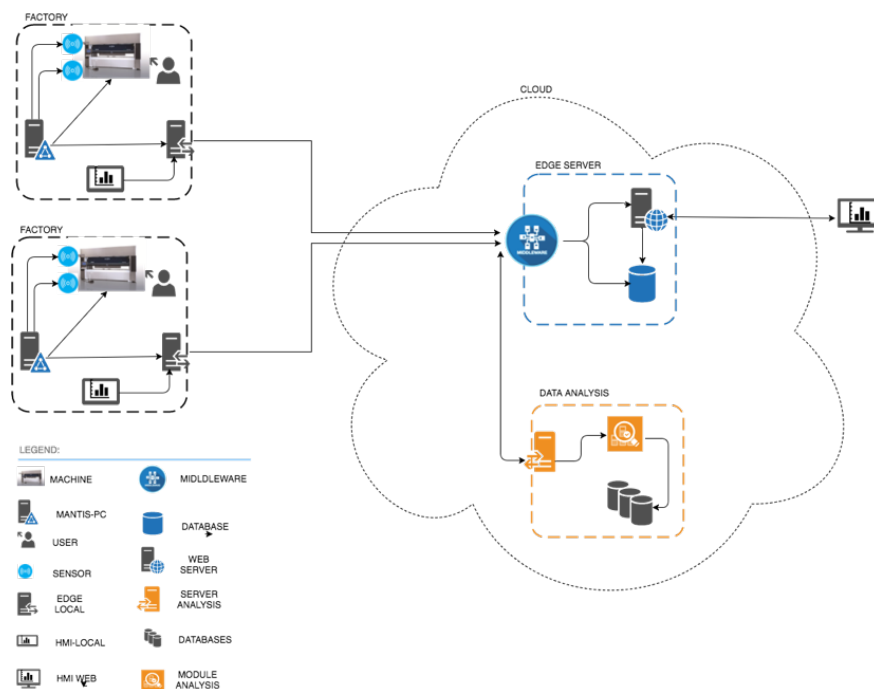 FACTORY
CLOUD
EDGE SERVER
MIDDLEWARE
FACTORY
DATA ANALYSIS
LEGEND:
MACHINE
MIDLDLEWARE
MANTIS-PC
DATABASE
USER
WEB
SERVER
SENSOR
SERVER
ANALYSIS
EDGE
LOCAL
HMI-LOCAL
DATABASES
HMI WEB
MODULE
ANALYSIS